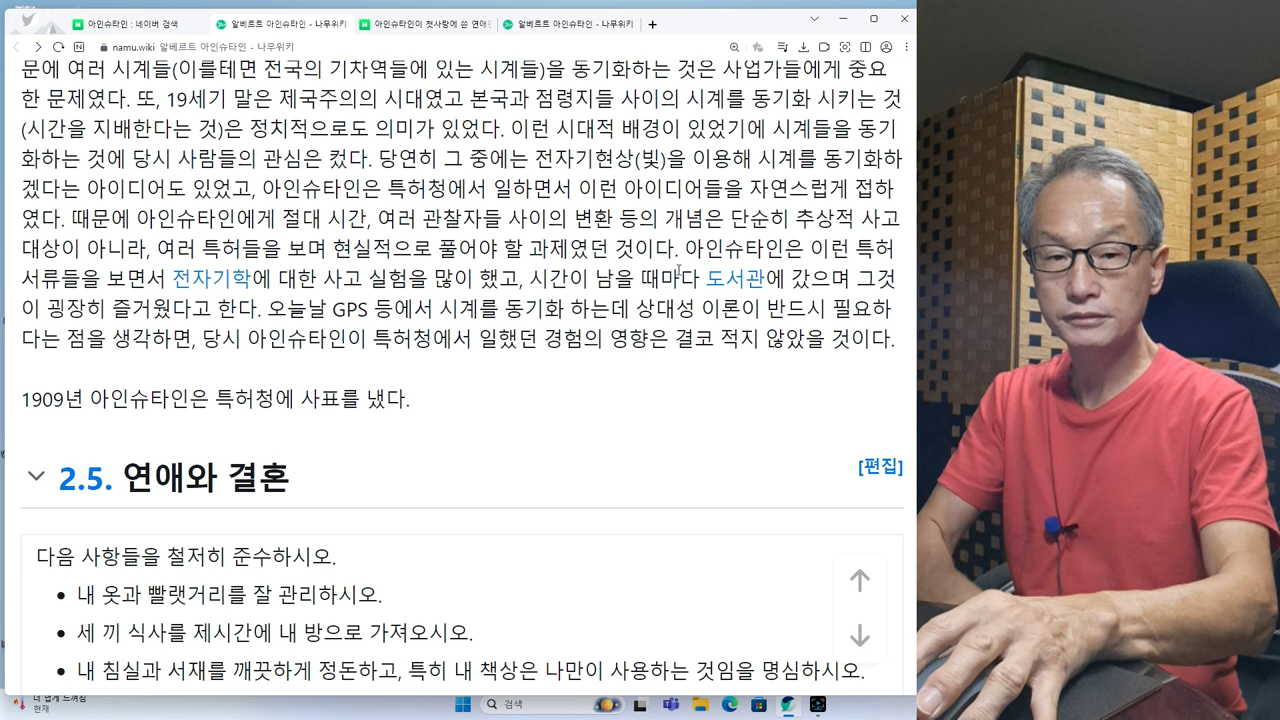 아인슈타인 : 네이버 검색
알베르트 아인슈타인 - 나무위키
아인슈타인이 첫사랑에 쓴 연애
알베르트 아인슈타인 - 나무위키
namu.wiki 알베르트 아인슈타인 - 나무위키
문에 여러 시계들(이를테면 전국의 기차역들에 있는 시계들)을 동기화하는 것은 사업가들에게 중요
한 문제였다. 또, 19세기 말은 제국주의의 시대였고 본국과 점령지들 사이의 시계를 동기화 시키는 것
(시간을 지배한다는 것)은 정치적으로도 의미가 있었다. 이런 시대적 배경이 있었기에 시계들을 동기
화하는 것에 당시 사람들의 관심은 컸다. 당연히 그 중에는 전자기현상(빛)을 이용해 시계를 동기화하
겠다는 아이디어도 있었고, 아인슈타인은 특허청에서 일하면서 이런 아이디어들을 자연스럽게 접하
였다. 때문에 아인슈타인에게 절대 시간, 여러 관찰자들 사이의 변환 등의 개념은 단순히 추상적 사고
대상이 아니라, 여러 특허들을 보며 현실적으로 풀어야 할 과제였던 것이다. 아인슈타인은 이런 특허
서류들을 보면서 전자기학에 대한 사고 실험을 많이 했고, 시간이 남을 때마다 도서관에 갔으며 그것
이 굉장히 즐거웠다고 한다. 오늘날 GPS 등에서 시계를 동기화 하는데 상대성 이론이 반드시 필요하
다는 점을 생각하면, 당시 아인슈타인이 특허청에서 일했던 경험의 영향은 결코 적지 않았을 것이다.
1909년 아인슈타인은 특허청에 사표를 냈다.
2.5. 연애와 결혼
[편집]
다음 사항들을 철저히 준수하시오.
내 옷과 빨랫거리를 잘 관리하시오.
세 끼 식사를 제시간에 내 방으로 가져오시오.
내 침실과 서재를 깨끗하게 정돈하고, 특히 내 책상은 나만이 사용하는 것임을 명심하시오.
더 덥게 느껴짐
현재
검색